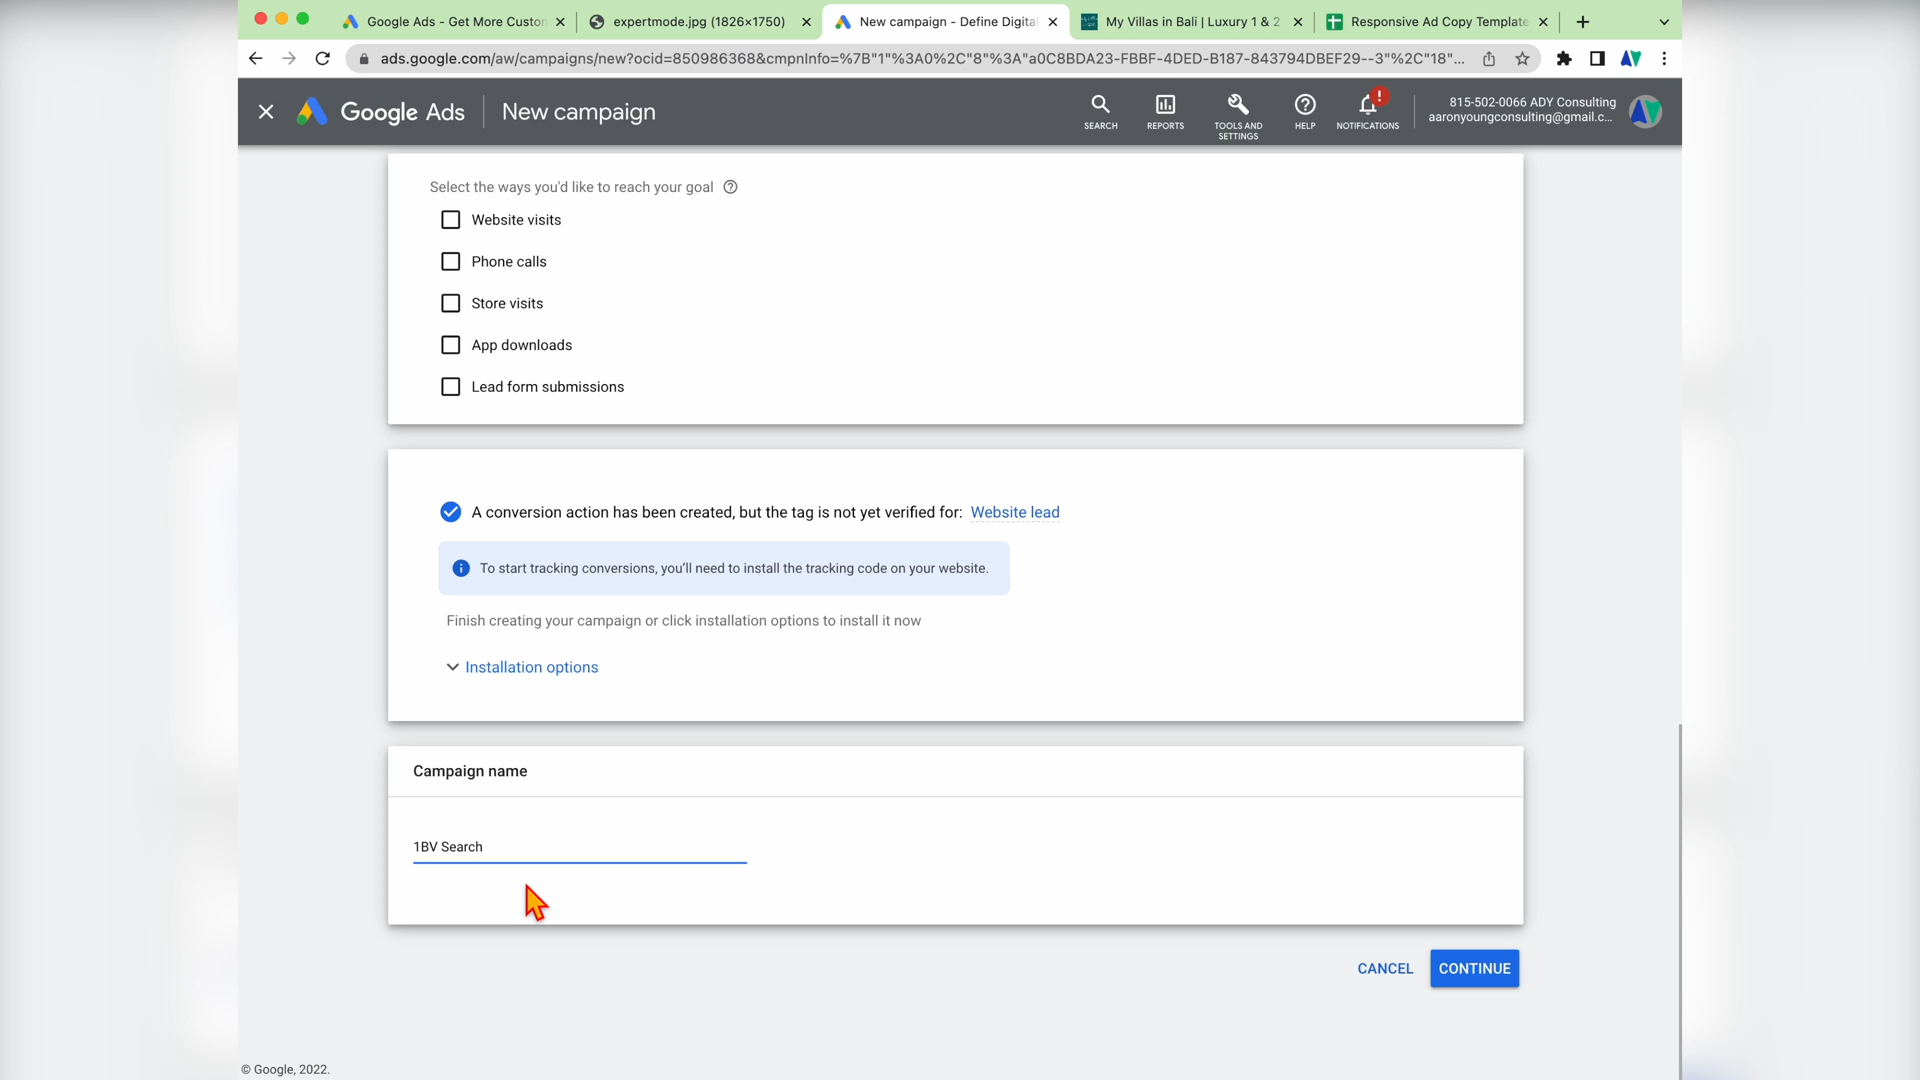 Google Ads - Get More Custon
expertmode.jpg (1826×1750)
New campaign - Define Digital
My Villas in Bali | Luxury 1 & 2
Responsive Ad Copy Template
ads.google.com/aw/campaigns/new?ocid=850986368&cmpnInfo=%7B"1"%3A0%2C"8"%3A"a0C8BDA23-FBBF-4DED-B187-843794DBEF29--3"%2C"18"...
Google Ads
New campaign
SEARCH
REPORTS
TOOLS AND
SETTINGS
HELP
NOTIFICATIONS
815-502-0066 ADY Consulting
aaronyoungconsulting@gmail.c...
Select the ways you'd like to reach your goal
Website visits
Phone calls
Store visits
App downloads
Lead form submissions
A conversion action has been created, but the tag is not yet verified for: Website lead
To start tracking conversions, you'll need to install the tracking code on your website.
Finish creating your campaign or click installation options to install it now
Installation options
Campaign name
1BV Search
CANCEL
CONTINUE
© Google, 2022.